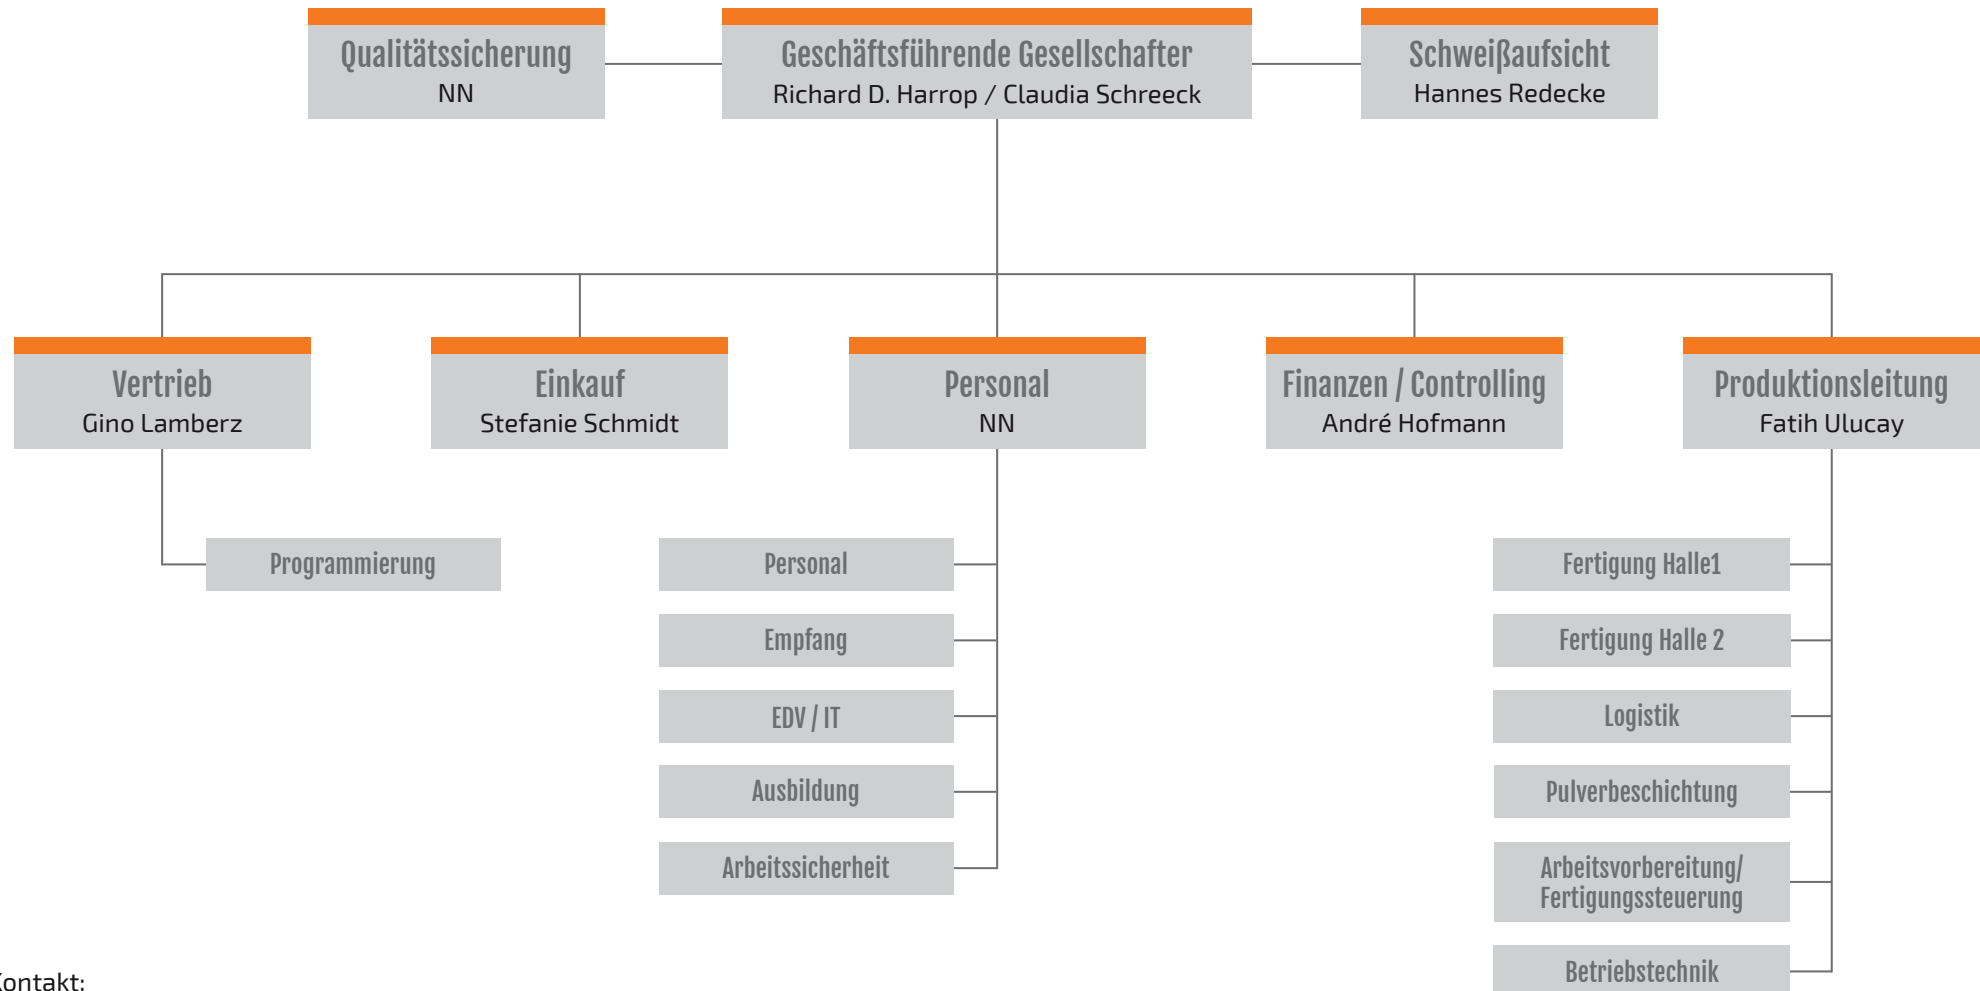 Qualitätssicherung
NN
Geschäftsführende Gesellschafter
Richard D. Harrop / Claudia Schreeck
Schweißaufsicht
Hannes Redecke
Vertrieb
Gino Lamberz
Einkauf
Stefanie Schmidt
Personal
NN
Finanzen / Controlling
André Hofmann
Produktionsleitung
Fatih Ulucay
Programmierung
Personal
Empfang
EDV / IT
Ausbildung
Arbeitssicherheit
Fertigung Halle1
Fertigung Halle 2
Logistik
Pulverbeschichtung
Arbeitsvorbereitung/
Fertigungssteuerung
Betriebstechnik
Kontakt: